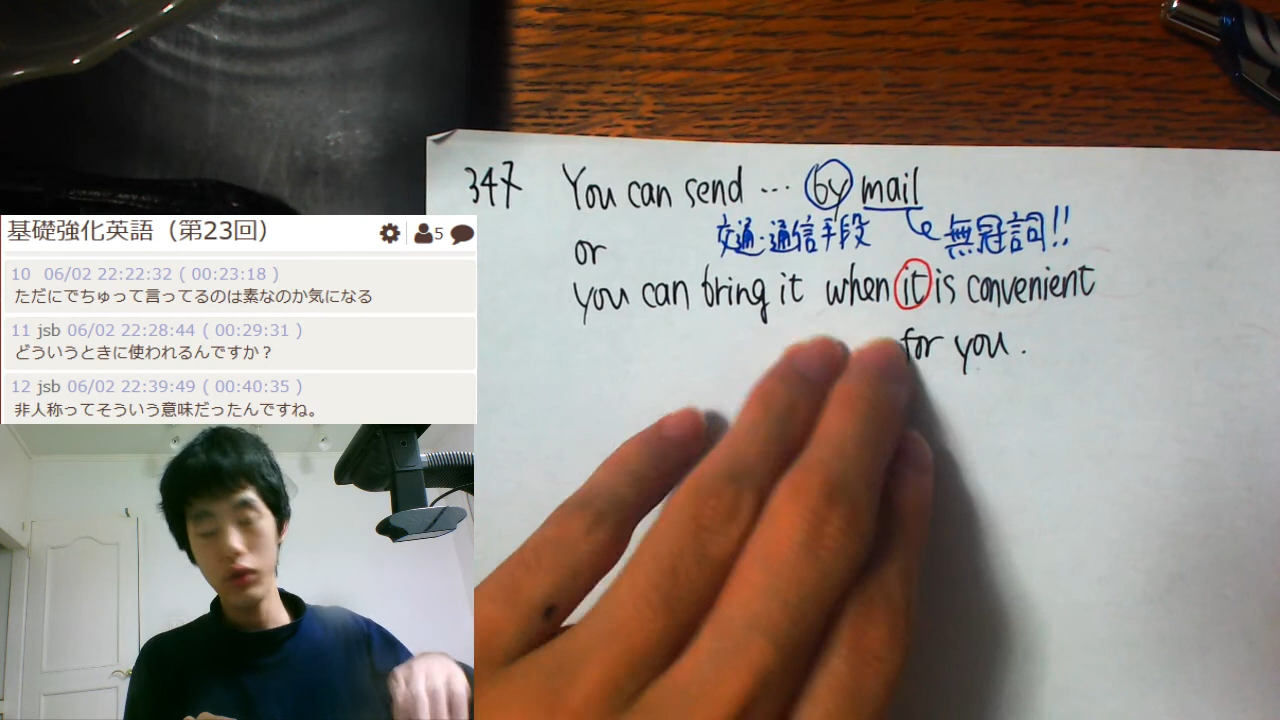 基礎強化英語（第23回）
5
10 06/02 22:22:32 ( 00:23:18 )
ただにでちゅって言ってるのは素なのか気になる
11 jsb 06/02 22:28:44 ( 00:29:31 )
どういうときに使われるんですか？
12 jsb 06/02 22:39:49 ( 00:40:35 )
非人称ってそういう意味だったんですね。
347 You can send … by mail
交通・通信手段 無冠詞!!
or
you can bring it when it is convenient
for you.